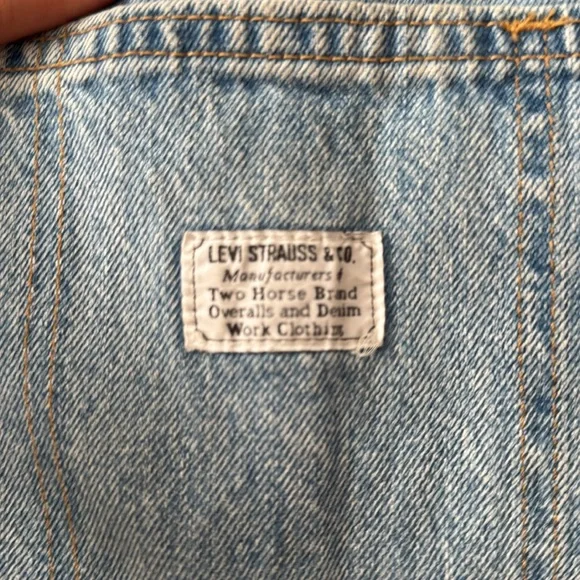 LEVI STRAUSS & CO.
Manufacturers of
Two Horse Brand
Overalls and Denim
Work Clothing